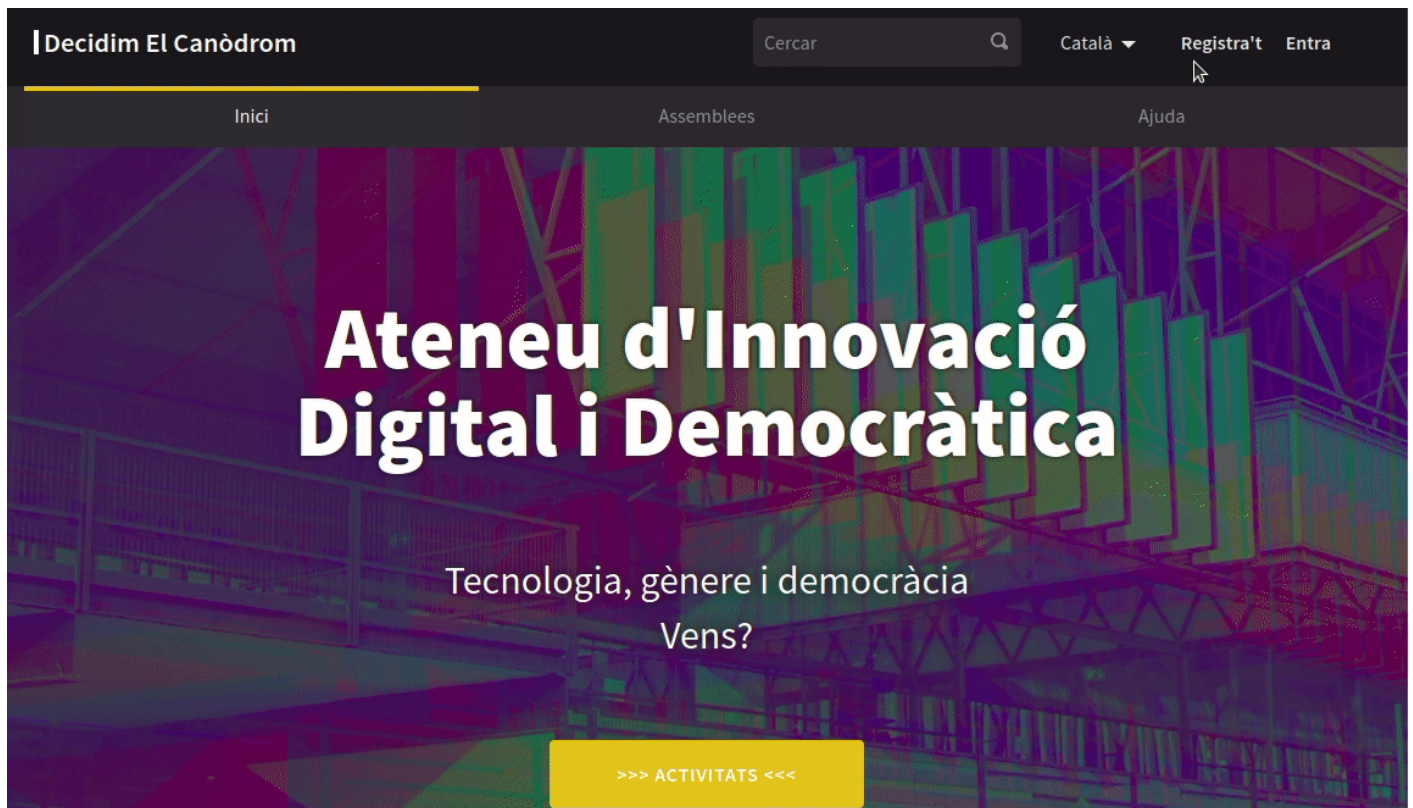 Decidim El Canòdrom
Cercar
Català
Registra't
Entra
Inici
Assemblees
Ajuda
Ateneu d'Innovació
Digital i Democràtica
Tecnologia, gènere i democràcia
Vens?
>>> ACTIVITATS <<<